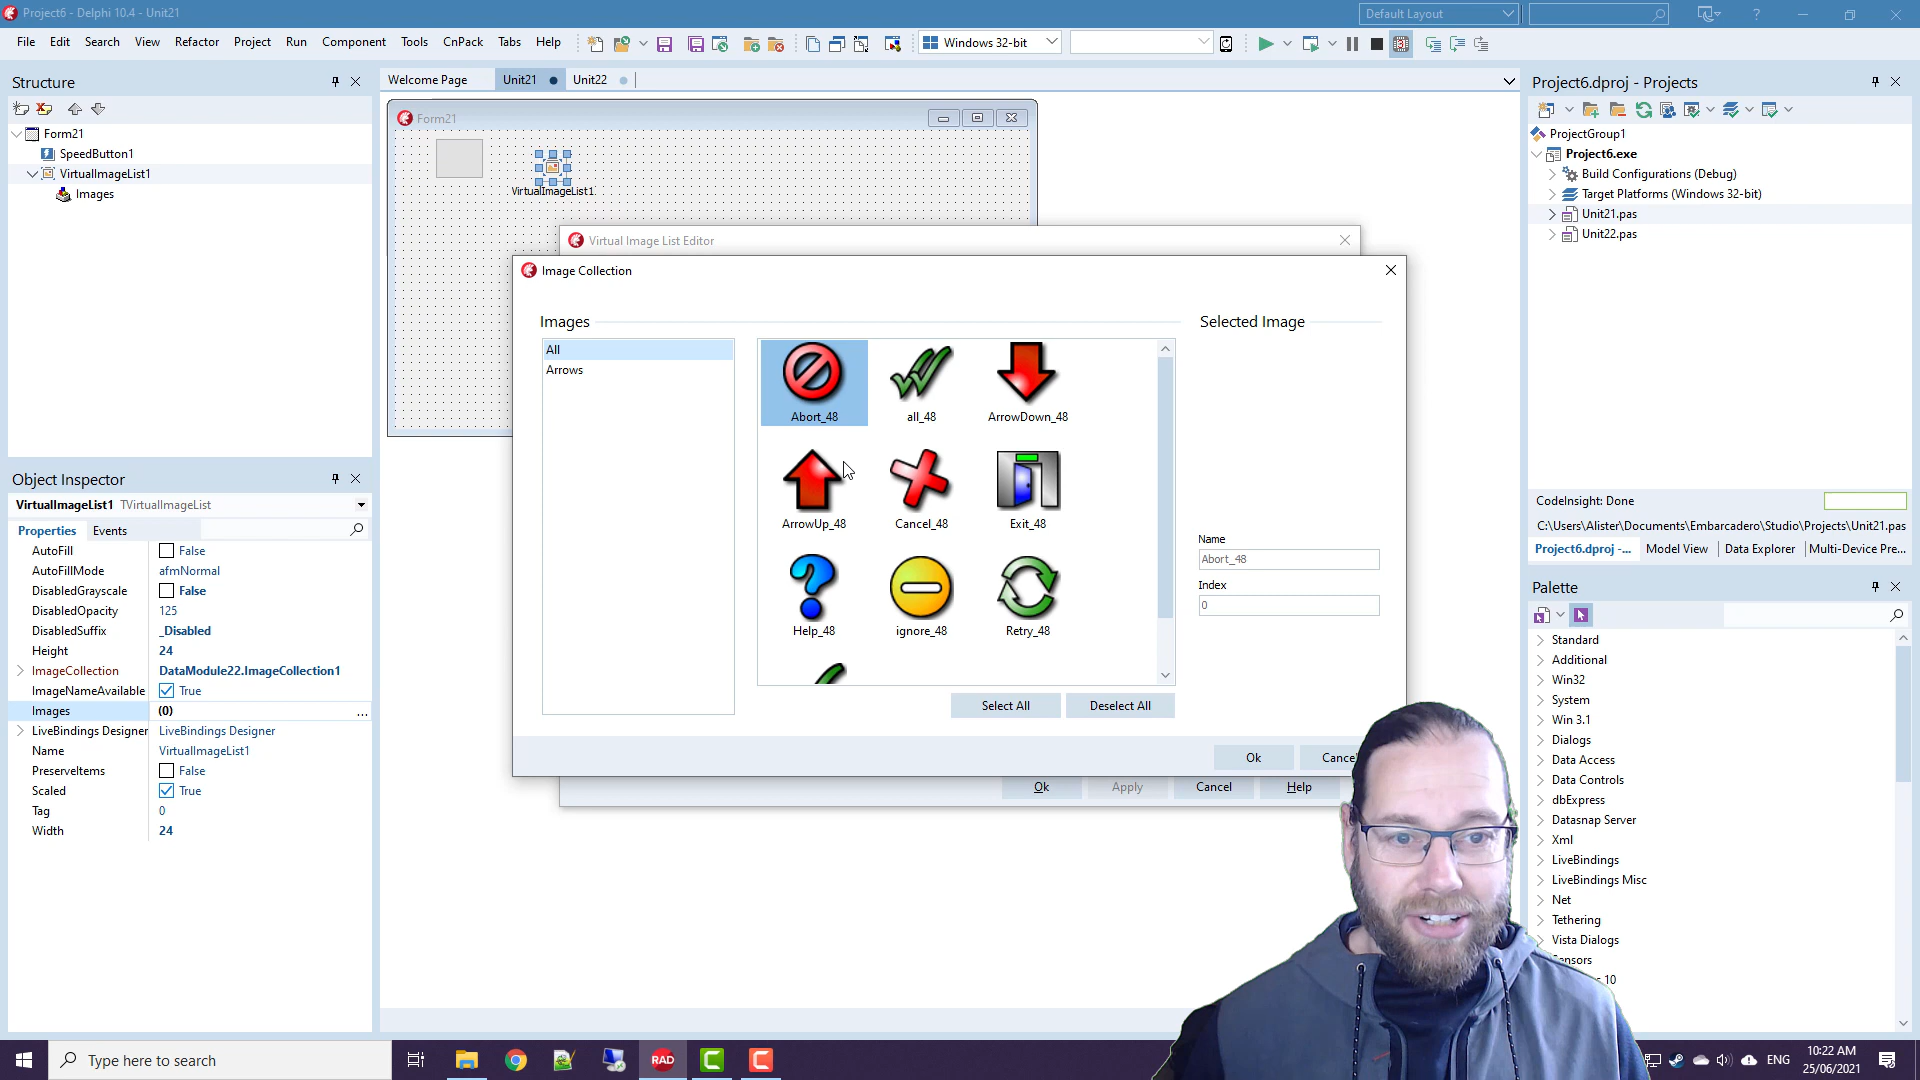 Project6 - Delphi 10.4 - Unit21
Default Layout
File Edit Search View Refactor Project Run Component Tools CnPack Tabs Help
Windows 32-bit
Structure
Form21
SpeedButton1
VirtualImageList1
Images
Welcome Page Unit21 Unit22
Form21
VirtualImageList1
Virtual Image List Editor
Image Collection
Images
All
Arrows
Abort_48 all_48 ArrowDown_48
ArrowUp_48 Cancel_48 Exit_48
Help_48 ignore_48 Retry_48
Select All Deselect All
Selected Image
Name
Abort_48
Index
0
Ok
Ok Apply Cancel Help
Object Inspector
VirtualImageList1 TVirtualImageList
Properties Events
AutoFill False
AutoFillMode afmNormal
DisabledGrayscale False
DisabledOpacity 125
DisabledSuffix _Disabled
Height 24
ImageCollection DataModule22.ImageCollection1
ImageNameAvailable True
Images (0) ...
LiveBindings Designer LiveBindings Designer
Name VirtualImageList1
PreserveItems False
Scaled True
Tag 0
Width 24
Project6.dproj - Projects
ProjectGroup1
Project6.exe
Build Configurations (Debug)
Target Platforms (Windows 32-bit)
Unit21.pas
Unit22.pas
CodeInsight: Done
C:\Users\Alister\Documents\Embarcadero\Studio\Projects\Unit21.pas
Project6.dproj -... Model View Data Explorer Multi-Device Pre...
Palette
Standard
Additional
Win32
System
Win 3.1
Dialogs
Data Access
Data Controls
dbExpress
Datasnap Server
Xml
LiveBindings
LiveBindings Misc
Net
Tethering
Vista Dialogs
10
Type here to search
RAD
ENG
10:22 AM
25/06/2021